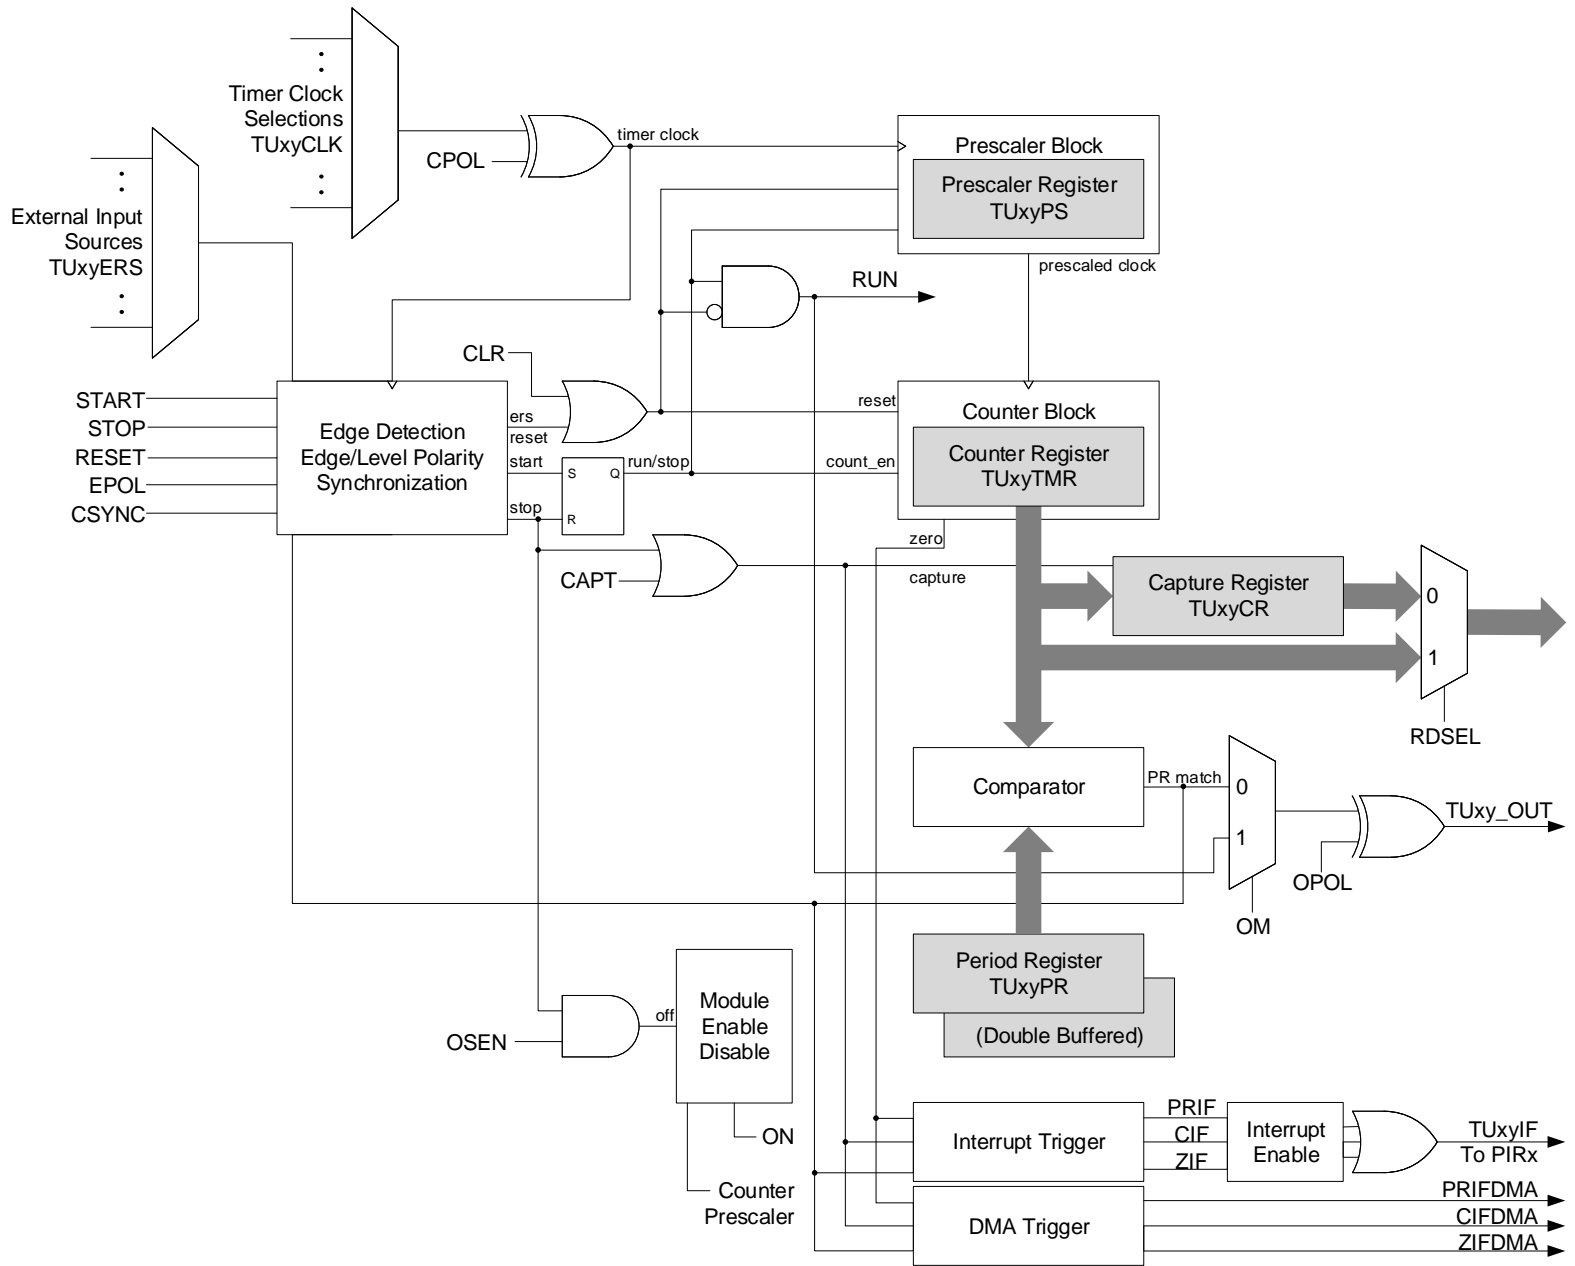 Timer Clock
Selections
TUxyCLK
CPOL
timer clock
Prescaler Block
Prescaler Register
TUxyPS
External Input
Sources
TUxyERS
prescaled clock
RUN
CLR
START
STOP
RESET
EPOL
CSYNC
Edge Detection
Edge/Level Polarity
Synchronization
ers
reset
start
stop
S
Q
R
run/stop
reset
count_en
Counter Block
Counter Register
TUxyTMR
zero
CAPT
capture
Capture Register
TUxyCR
0
1
RDSEL
Comparator
PR match
0
1
OM
OPOL
TUxy_OUT
Period Register
TUxyPR
(Double Buffered)
OSEN
off
Module
Enable
Disable
ON
Counter
Prescaler
Interrupt Trigger
PRIF
CIF
ZIF
Interrupt
Enable
TUxyIF
To PIRx
DMA Trigger
PRIFDMA
CIFDMA
ZIFDMA